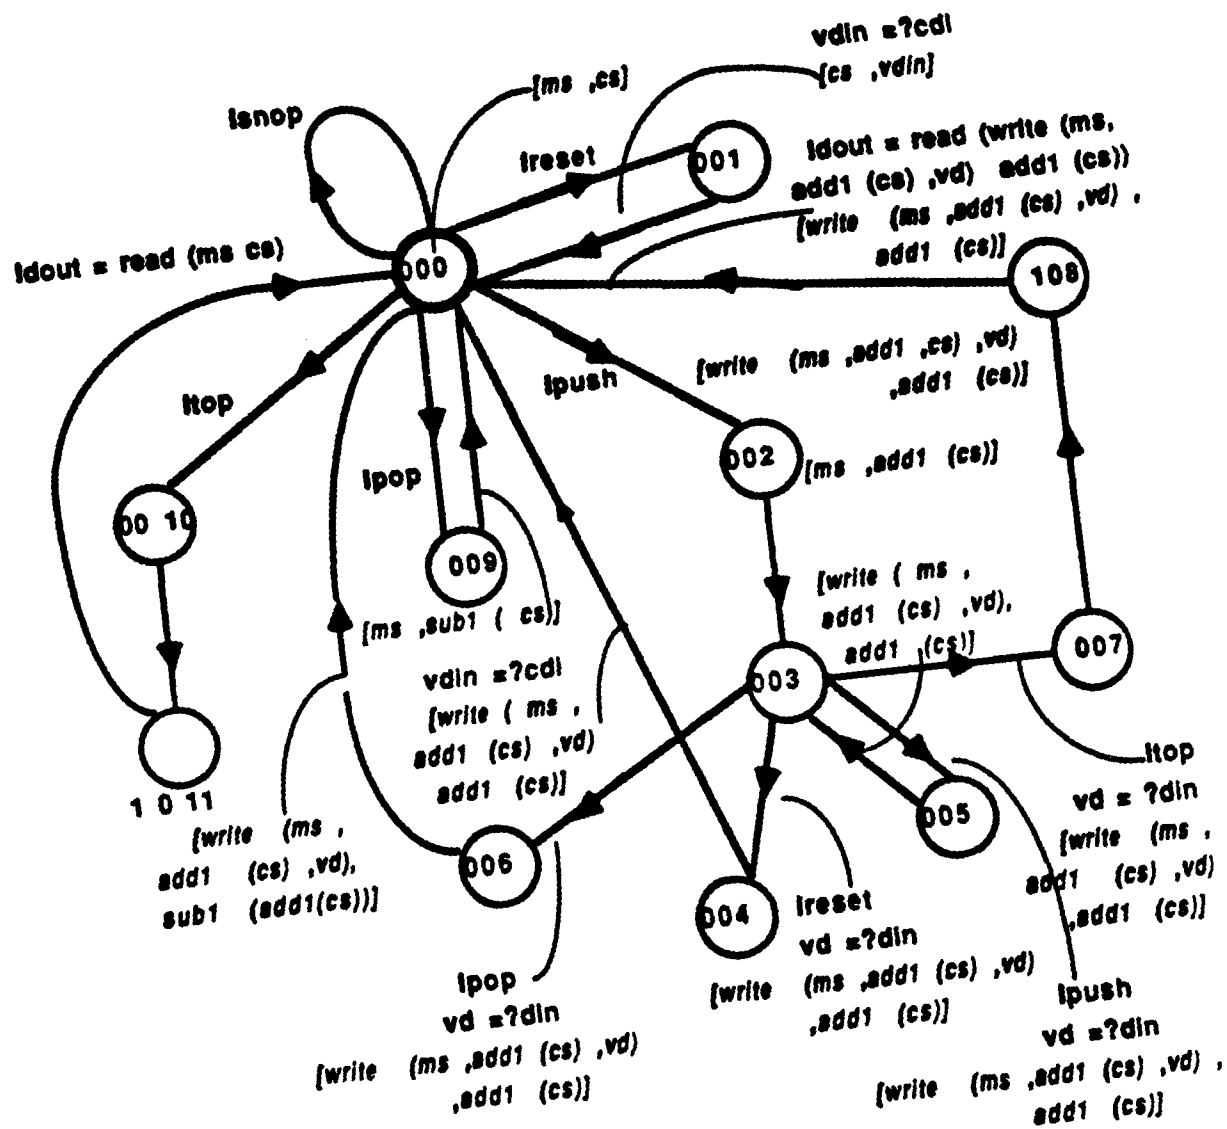 vdin =?cdi
[cs ,vdin]
[ms ,cs]
Isnop
Ireset
001
Idout = read (write (ms,
add1 (cs) ,vd)  add1 (cs))
[write  (ms ,add1 (cs) ,vd) ,
add1  (cs)]
Idout = read (ms cs)
000
108
Ipush
[write  (ms ,add1 ,cs) ,vd)
,add1  (cs)]
Itop
002
[ms ,add1  (cs)]
Ipop
00 10
009
[write ( ms ,
add1  (cs) ,vd),
add1  (cs)]
[ms ,sub1 ( cs)]
007
003
vdin =?cdi
[write ( ms ,
add1  (cs) ,vd)
add1  (cs)]
1 0 11
Itop
vd = ?din
[write  (ms ,
add1  (cs) ,vd)
,add1  (cs)]
005
[write  (ms ,
add1  (cs) ,vd),
sub1  (add1(cs))]
006
004
Ireset
vd =?din
[write  (ms ,add1 (cs) ,vd)
,add1  (cs)]
Ipop
vd =?din
[write  (ms ,add1 (cs) ,vd)
,add1  (cs)]
Ipush
vd =?din
[write  (ms ,add1 (cs) ,vd) ,
add1  (cs)]